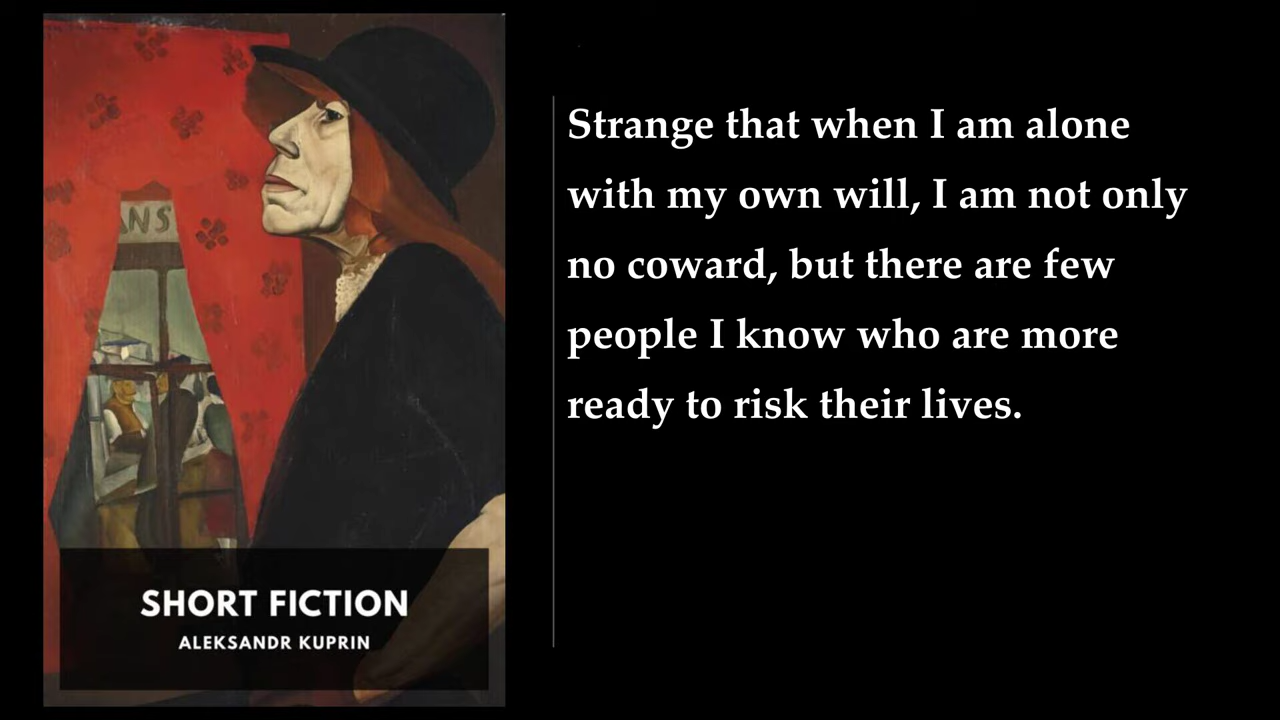 ANS
SHORT FICTION
ALEKSANDR KUPRIN
Strange that when I am alone
with my own will, I am not only
no coward, but there are few
people I know who are more
ready to risk their lives.